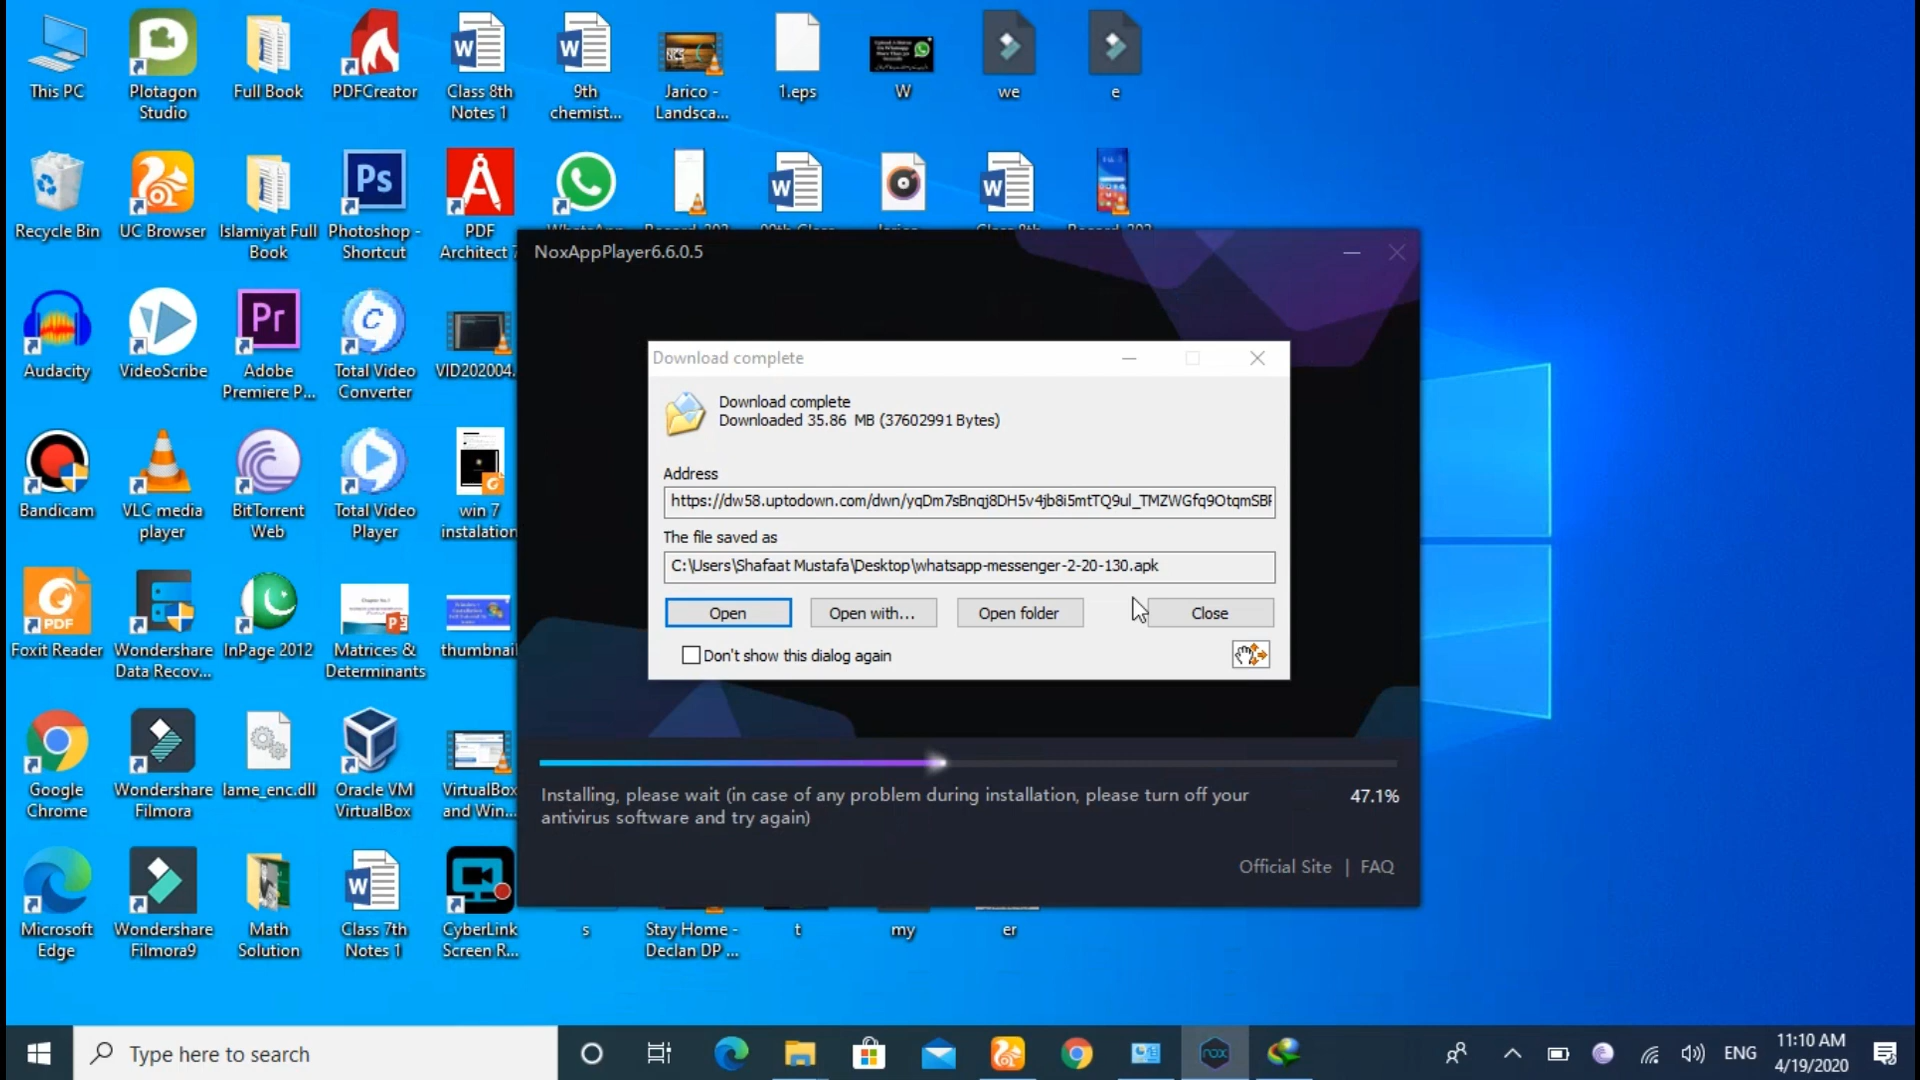 This PC
Plotagon
Studio
Full Book
PDFCreator
Class 8th
Notes 1
9th
chemist...
Jarico -
Landsca...
1.eps
W
we
e
Recycle Bin
UC Browser
Islamiyat Full
Book
Photoshop -
Shortcut
PDF
Architect 7
NoxAppPlayer6.6.0.5
Audacity
VideoScribe
Adobe
Premiere P...
Total Video
Converter
VID202004.
Download complete
Download complete
Downloaded 35.86 MB (37602991 Bytes)
Address
https://dw58.uptodown.com/dwn/yqDm7sBnqj8DH5v4jb8i5mtTQ9ul_TMZWGfq9OtqmSBF
The file saved as
C:\Users\Shafaat Mustafa\Desktop\whatsapp-messenger-2-20-130.apk
Open
Open with...
Open folder
Close
Don't show this dialog again
Bandicam
VLC media
player
BitTorrent
Web
Total Video
Player
win 7
instalation
Foxit Reader
Wondershare
Data Recov...
InPage 2012
Matrices &
Determinants
thumbnail
Google
Chrome
Wondershare
Filmora
lame_enc.dll
Oracle VM
VirtualBox
VirtualBox
and Win...
Installing, please wait (in case of any problem during installation, please turn off your
antivirus software and try again)
47.1%
Official Site | FAQ
Microsoft
Edge
Wondershare
Filmora9
Math
Solution
Class 7th
Notes 1
CyberLink
Screen R...
s
Stay Home -
Declan DP ...
t
my
er
Type here to search
ENG
11:10 AM
4/19/2020